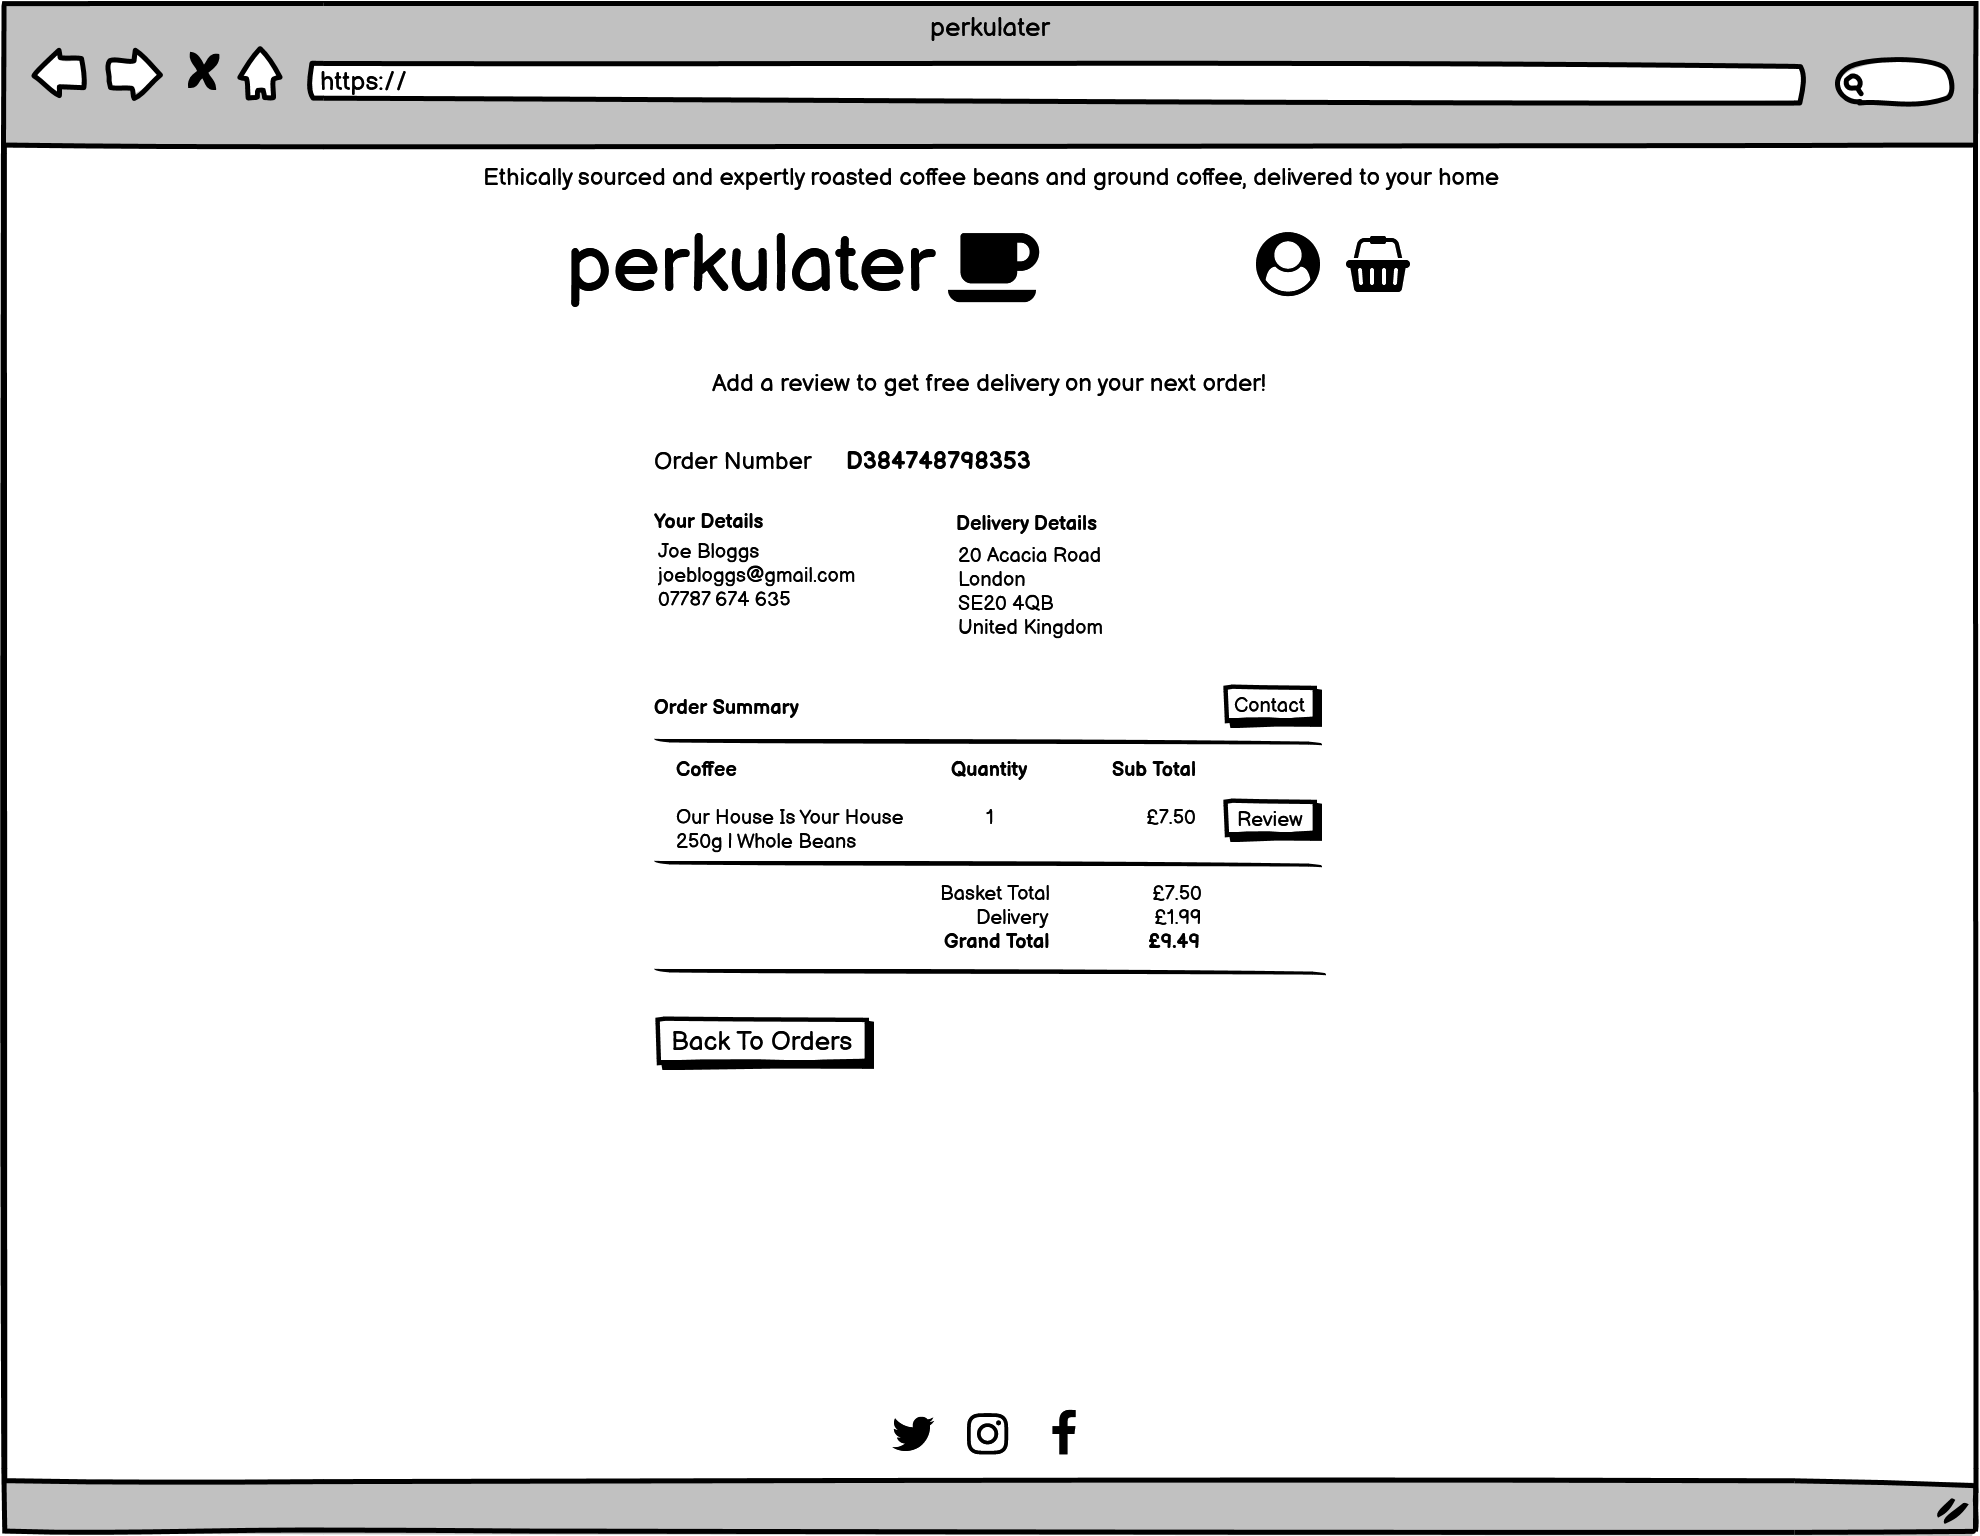 perkulater
https://
Ethically sourced and expertly roasted coffee beans and ground coffee, delivered to your home
perkulater
Add a review to get free delivery on your next order!
Order Number D384748798353
Your Details
Joe Bloggs
joebloggs@gmail.com
07787 674 635
Delivery Details
20 Acacia Road
London
SE20 4QB
United Kingdom
Order Summary Contact
Coffee Quantity Sub Total
Our House Is Your House 1 £7.50 Review
250g | Whole Beans
Basket Total £7.50
Delivery £1.99
Grand Total £9.49
Back To Orders